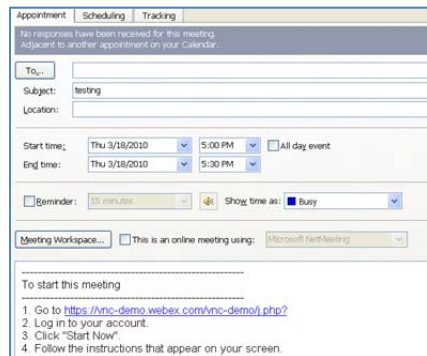 Appointment Scheduling Tracking
No responses have been received for this meeting.
Adjacent to another appointment on your Calendar.
To...
Subject: testing
Location:
Start time: Thu 3/18/2010 5:00 PM All day event
End time: Thu 3/18/2010 5:30 PM
Reminder: 15 minutes Show time as: Busy
Meeting Workspace... This is an online meeting using: Microsoft NetMeeting
--------------------------------------------------------
To start this meeting
--------------------------------------------------------
1. Go to https://vnc-demo.webex.com/vnc-demo/j.php?
2. Log in to your account.
3. Click "Start Now".
4. Follow the instructions that appear on your screen.